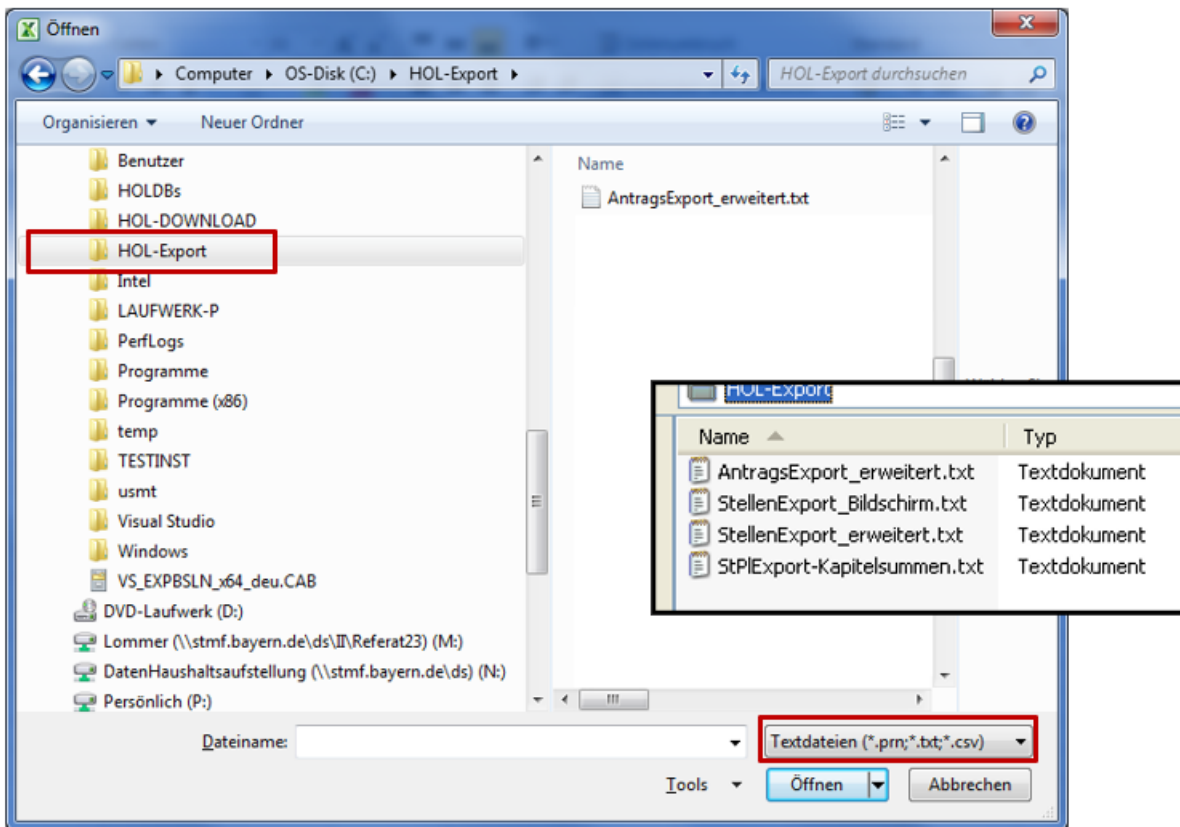 Öffnen
Computer ▸ OS-Disk (C:) ▸ HOL-Export ▸
HOL-Export durchsuchen
Organisieren
Neuer Ordner
Benutzer
HOLDBs
HOL-DOWNLOAD
HOL-Export
Intel
LAUFWERK-P
PerfLogs
Programme
Programme (x86)
temp
TESTINST
usmt
Visual Studio
Windows
VS_EXPBSLN_x64_deu.CAB
DVD-Laufwerk (D:)
Lommer (\\stmf.bayern.de\ds\II\Referat23) (M:)
DatenHaushaltsaufstellung (\\stmf.bayern.de\ds) (N:)
Persönlich (P:)
Name
AntragsExport_erweitert.txt
HOL-Export
Name Typ
AntragsExport_erweitert.txt Textdokument
StellenExport_Bildschirm.txt Textdokument
StellenExport_erweitert.txt Textdokument
StPlExport-Kapitelsummen.txt Textdokument
Dateiname:
Textdateien (*.prn;*.txt;*.csv)
Tools
Öffnen
Abbrechen